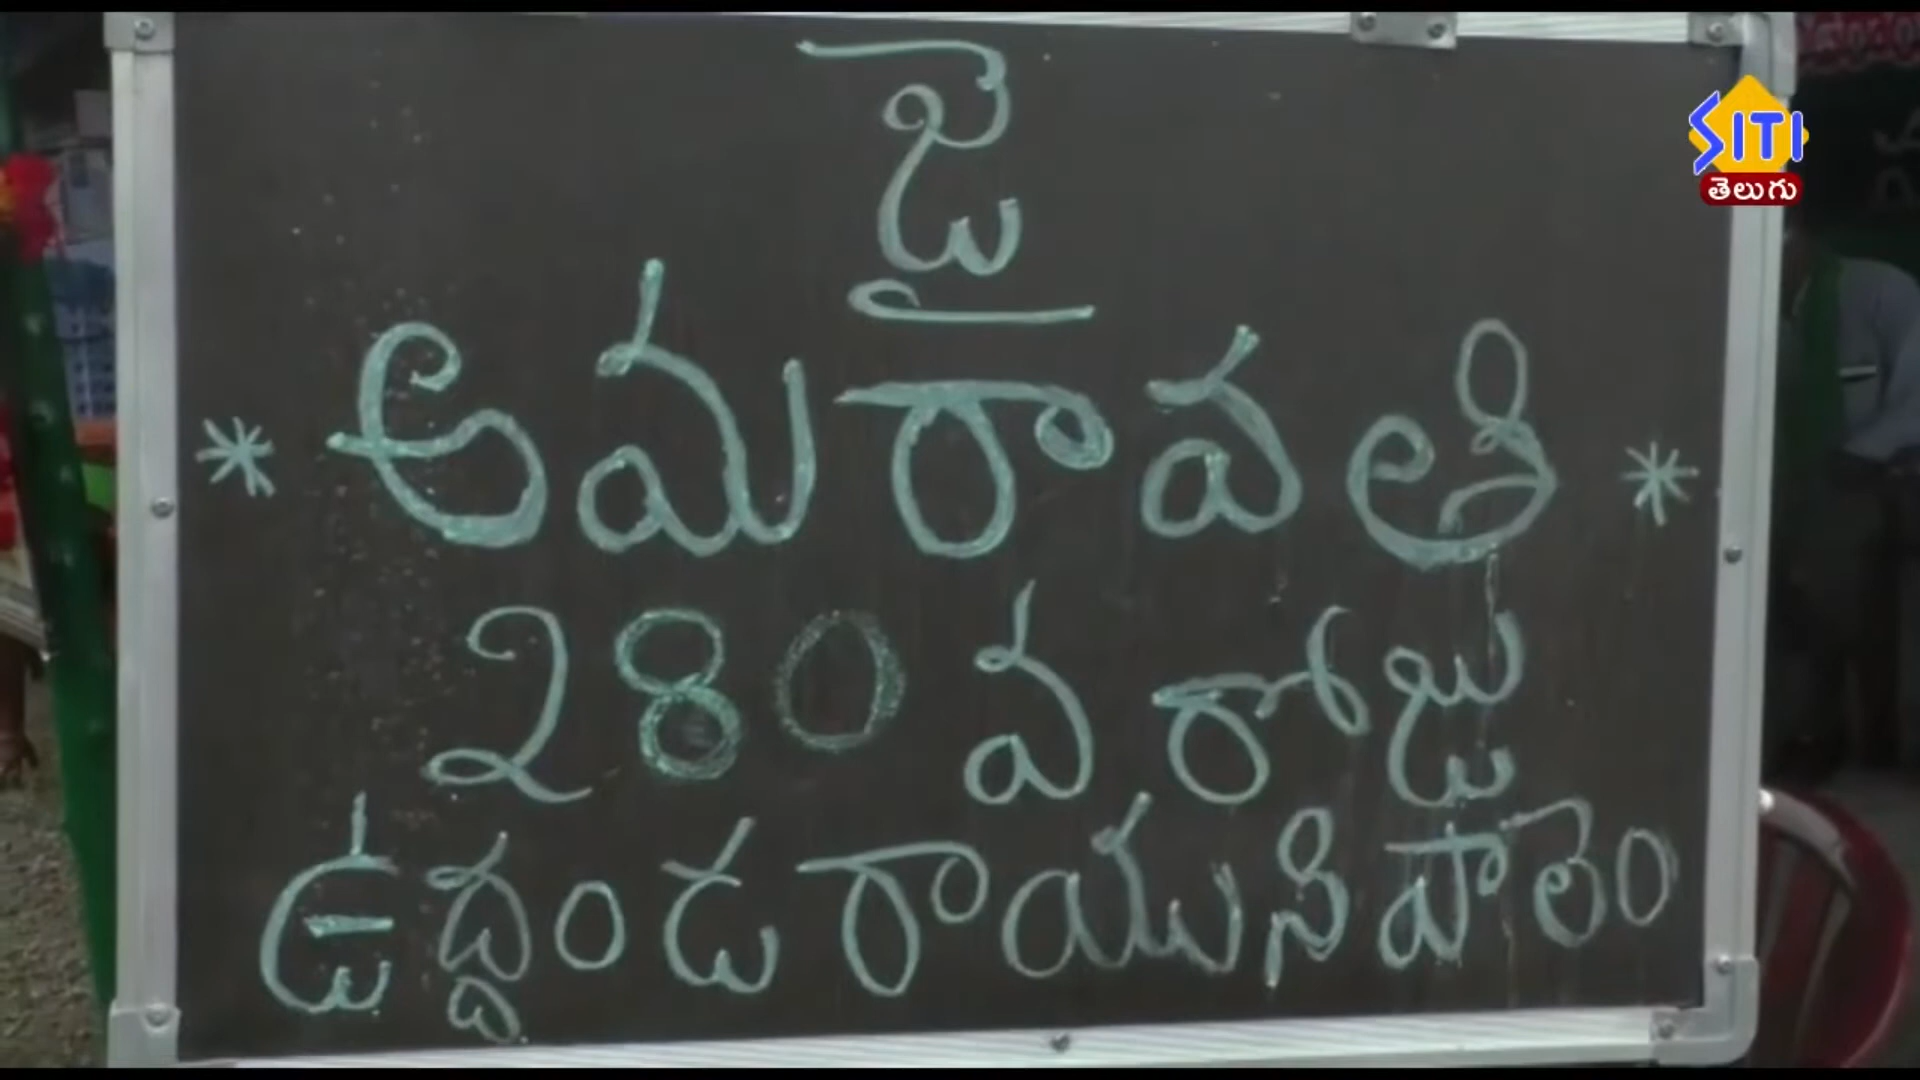 జై
* అమరావతి *
280 వ రోజు
ఉద్దండరాయునిపాలెం
SITI
తెలుగు